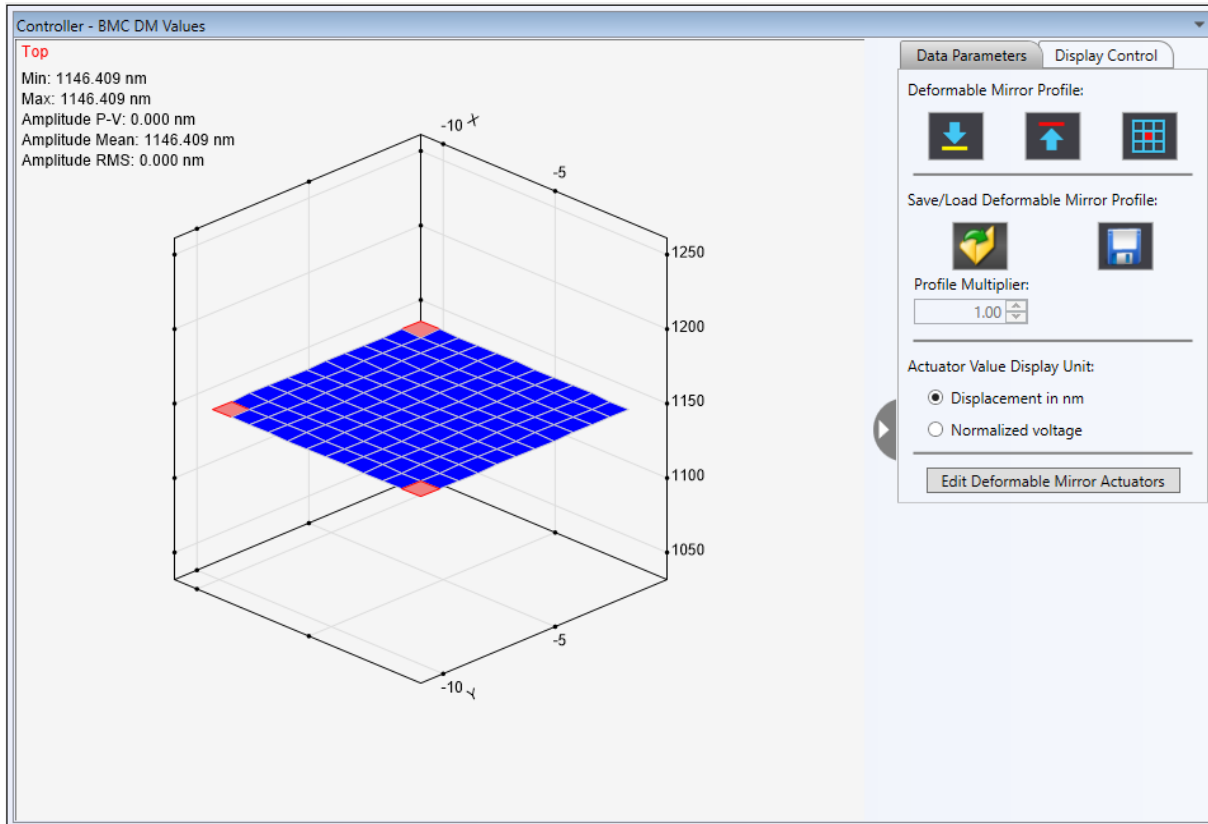 Controller - BMC DM Values
Top
Min: 1146.409 nm
Max: 1146.409 nm
Amplitude P-V: 0.000 nm
Amplitude Mean: 1146.409 nm
Amplitude RMS: 0.000 nm
-10 X
-5
1250
1200
1150
1100
1050
-5
-10 Y
Data Parameters
Display Control
Deformable Mirror Profile:
Save/Load Deformable Mirror Profile:
Profile Multiplier:
1.00
Actuator Value Display Unit:
Displacement in nm
Normalized voltage
Edit Deformable Mirror Actuators